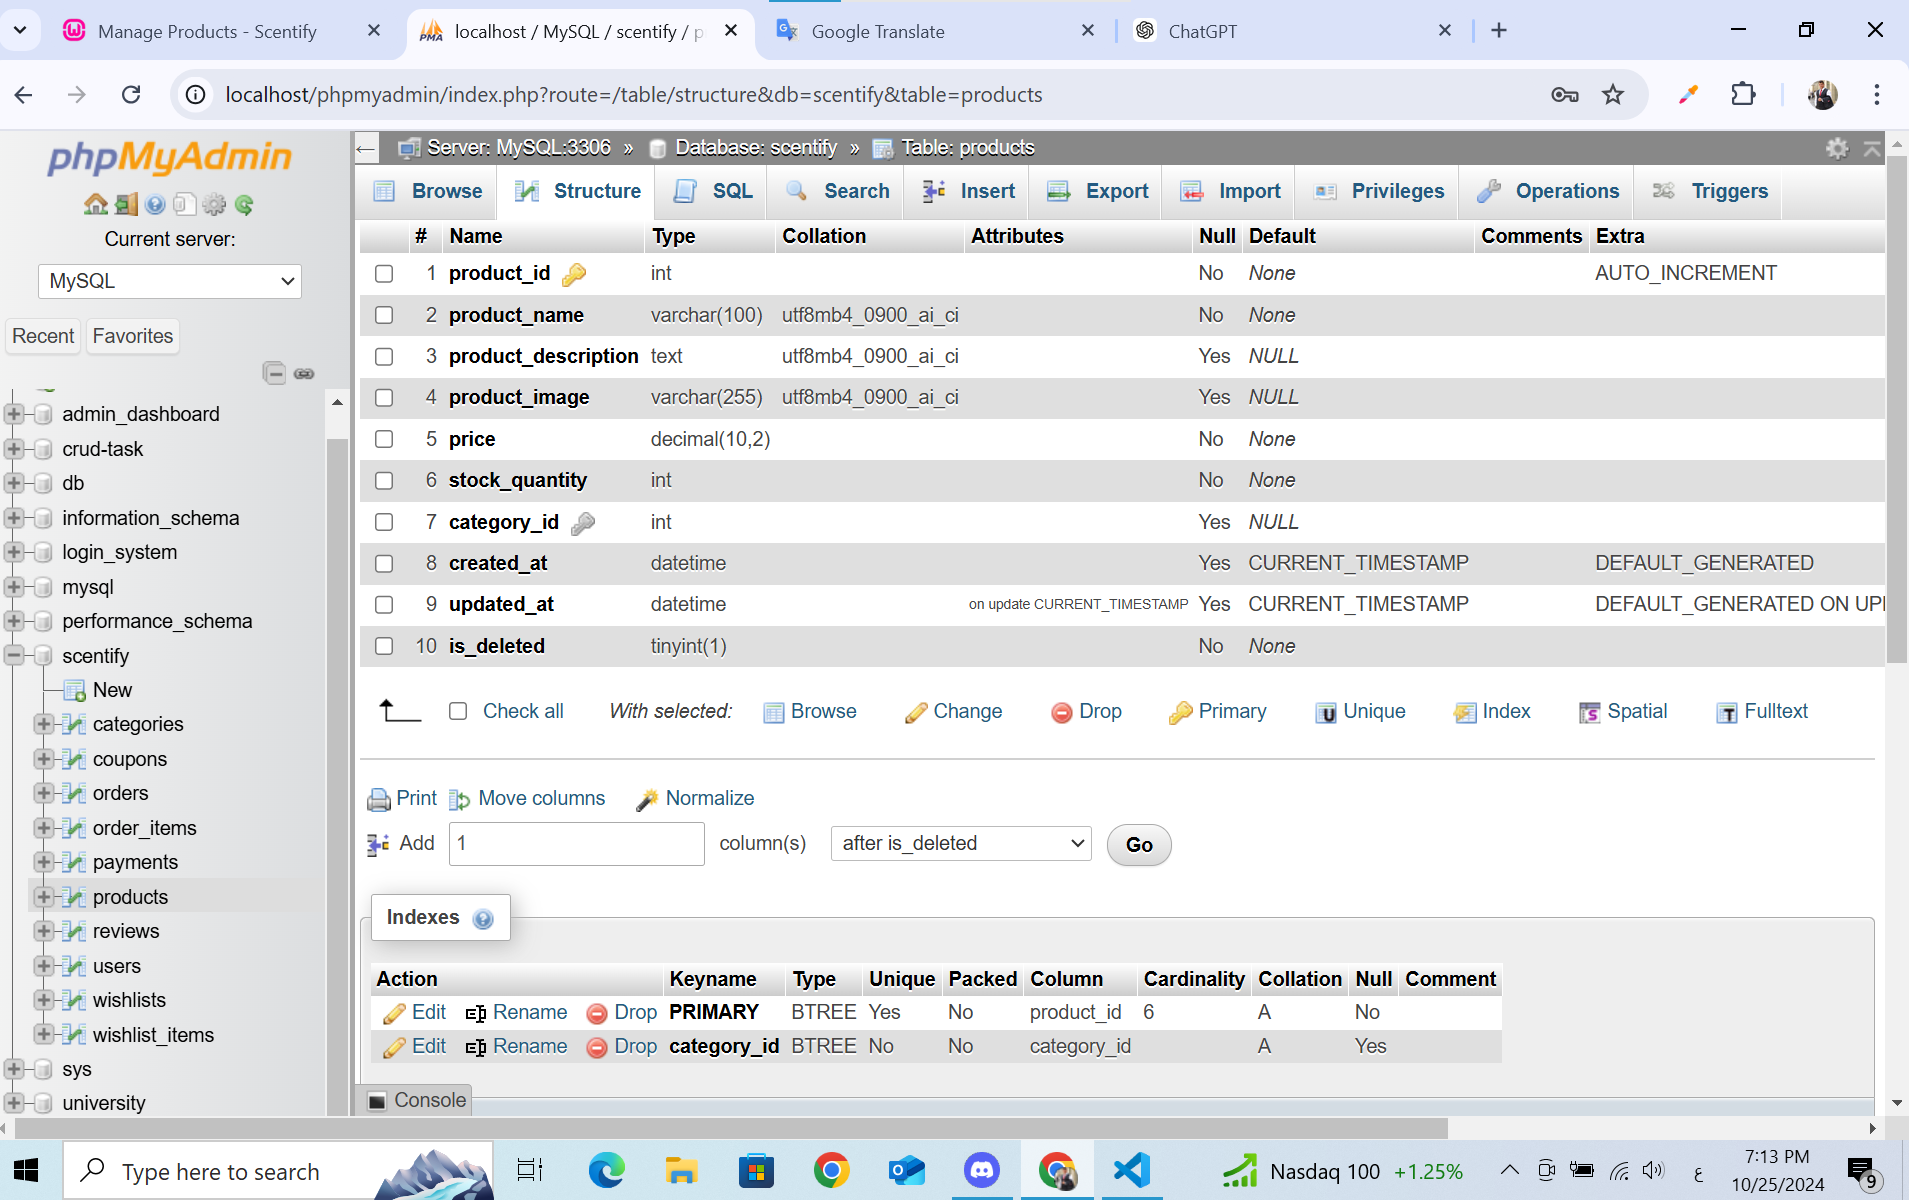 Manage Products - Scentify
localhost / MySQL / scentify / p
Google Translate
ChatGPT
localhost/phpmyadmin/index.php?route=/table/structure&db=scentify&table=products
phpMyAdmin
Current server:
MySQL
Recent Favorites
admin_dashboard
crud-task
db
information_schema
login_system
mysql
performance_schema
scentify
New
categories
coupons
orders
order_items
payments
products
reviews
users
wishlists
wishlist_items
sys
university
Server: MySQL:3306 » Database: scentify » Table: products
Browse Structure SQL Search Insert Export Import Privileges Operations Triggers
# Name Type Collation Attributes Null Default Comments Extra
1 product_id int No None AUTO_INCREMENT
2 product_name varchar(100) utf8mb4_0900_ai_ci No None
3 product_description text utf8mb4_0900_ai_ci Yes NULL
4 product_image varchar(255) utf8mb4_0900_ai_ci Yes NULL
5 price decimal(10,2) No None
6 stock_quantity int No None
7 category_id int Yes NULL
8 created_at datetime Yes CURRENT_TIMESTAMP DEFAULT_GENERATED
9 updated_at datetime on update CURRENT_TIMESTAMP Yes CURRENT_TIMESTAMP DEFAULT_GENERATED ON UP
10 is_deleted tinyint(1) No None
Check all With selected: Browse Change Drop Primary Unique Index Spatial Fulltext
Print Move columns Normalize
Add 1 column(s) after is_deleted Go
Indexes
Action Keyname Type Unique Packed Column Cardinality Collation Null Comment
Edit Rename Drop PRIMARY BTREE Yes No product_id 6 A No
Edit Rename Drop category_id BTREE No No category_id A Yes
Console
Type here to search
Nasdaq 100 +1.25%
ع
7:13 PM
10/25/2024
9